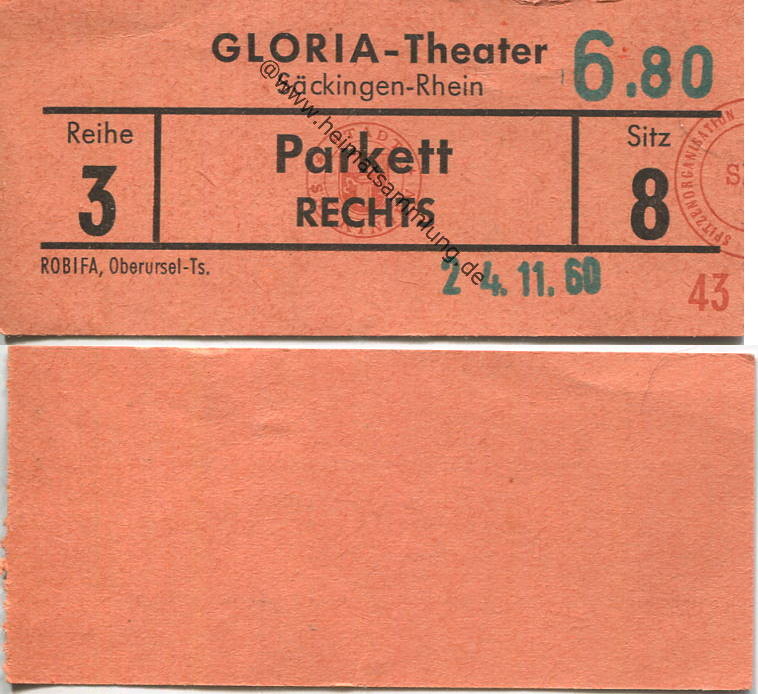 GLORIA-Theater
Säckingen-Rhein
6.80
Reihe
3
Parkett
RECHTS
Sitz
8
ROBIFA, Oberursel-Ts.
24.11.60
43
SPITZENORGANISATION
@www.heimatsammlung.de